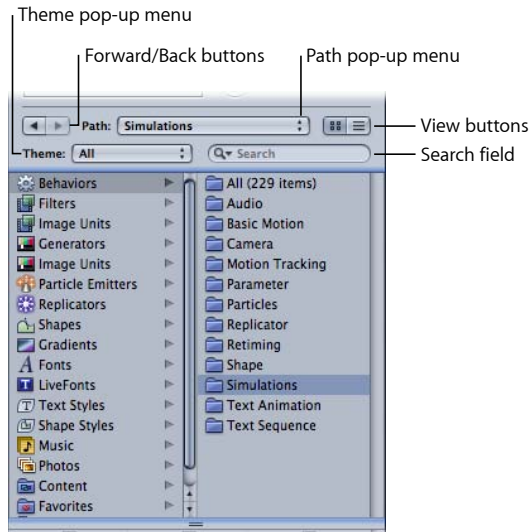 Theme pop-up menu
Forward/Back buttons
Path pop-up menu
Path: Simulations
View buttons
Theme: All
Search
Search field
Behaviors
Filters
Image Units
Generators
Image Units
Particle Emitters
Replicators
Shapes
Gradients
Fonts
LiveFonts
Text Styles
Shape Styles
Music
Photos
Content
Favorites
All (229 items)
Audio
Basic Motion
Camera
Motion Tracking
Parameter
Particles
Replicator
Retiming
Shape
Simulations
Text Animation
Text Sequence